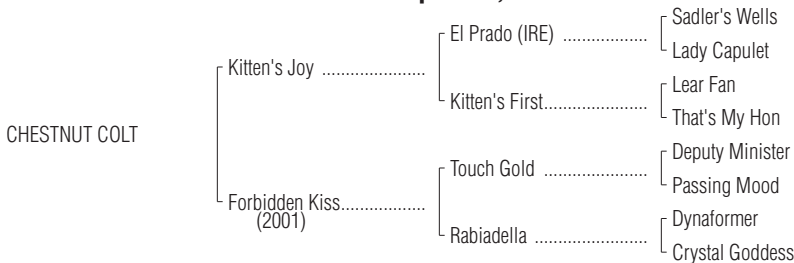 Sadler's Wells
El Prado (IRE) ..................
Lady Capulet
Kitten's Joy ......................
Lear Fan
Kitten's First......................
That's My Hon
CHESTNUT COLT
Deputy Minister
Touch Gold ......................
Passing Mood
Forbidden Kiss..................
(2001)
Dynaformer
Rabiadella ........................
Crystal Goddess